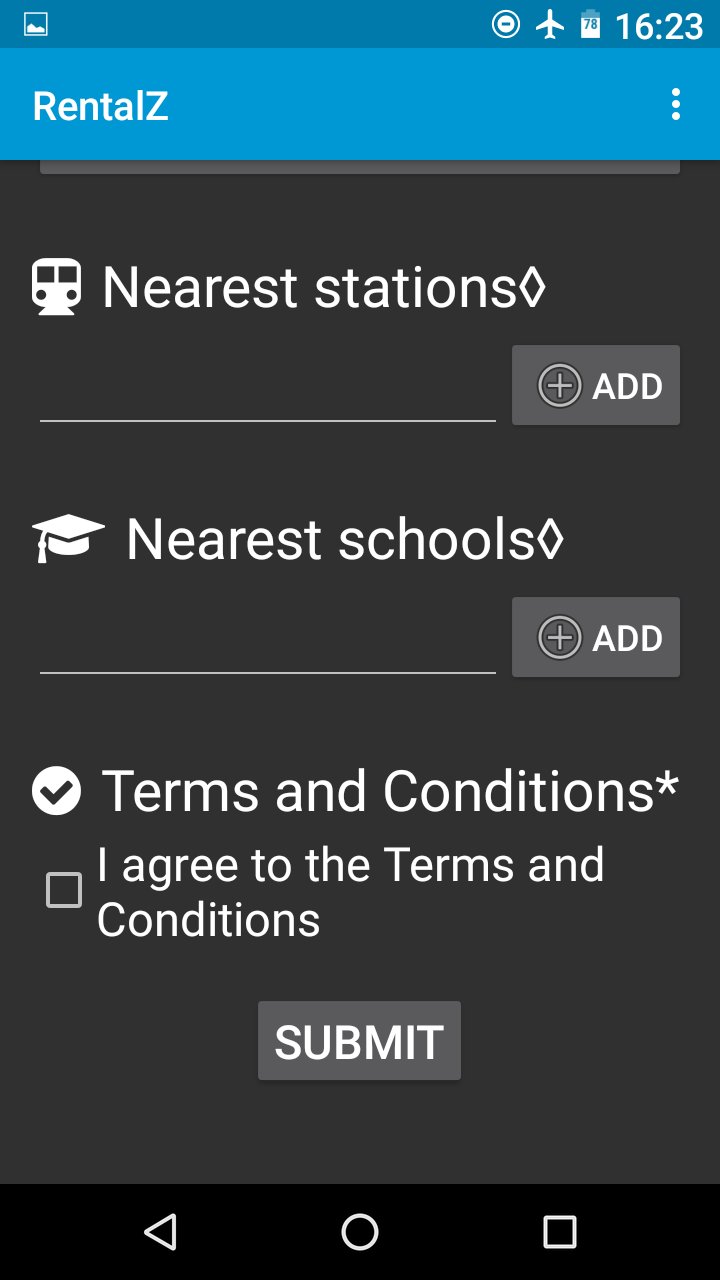 78 16:23
RentalZ
Nearest stations◊
ADD
Nearest schools◊
ADD
Terms and Conditions*
I agree to the Terms and
Conditions
SUBMIT